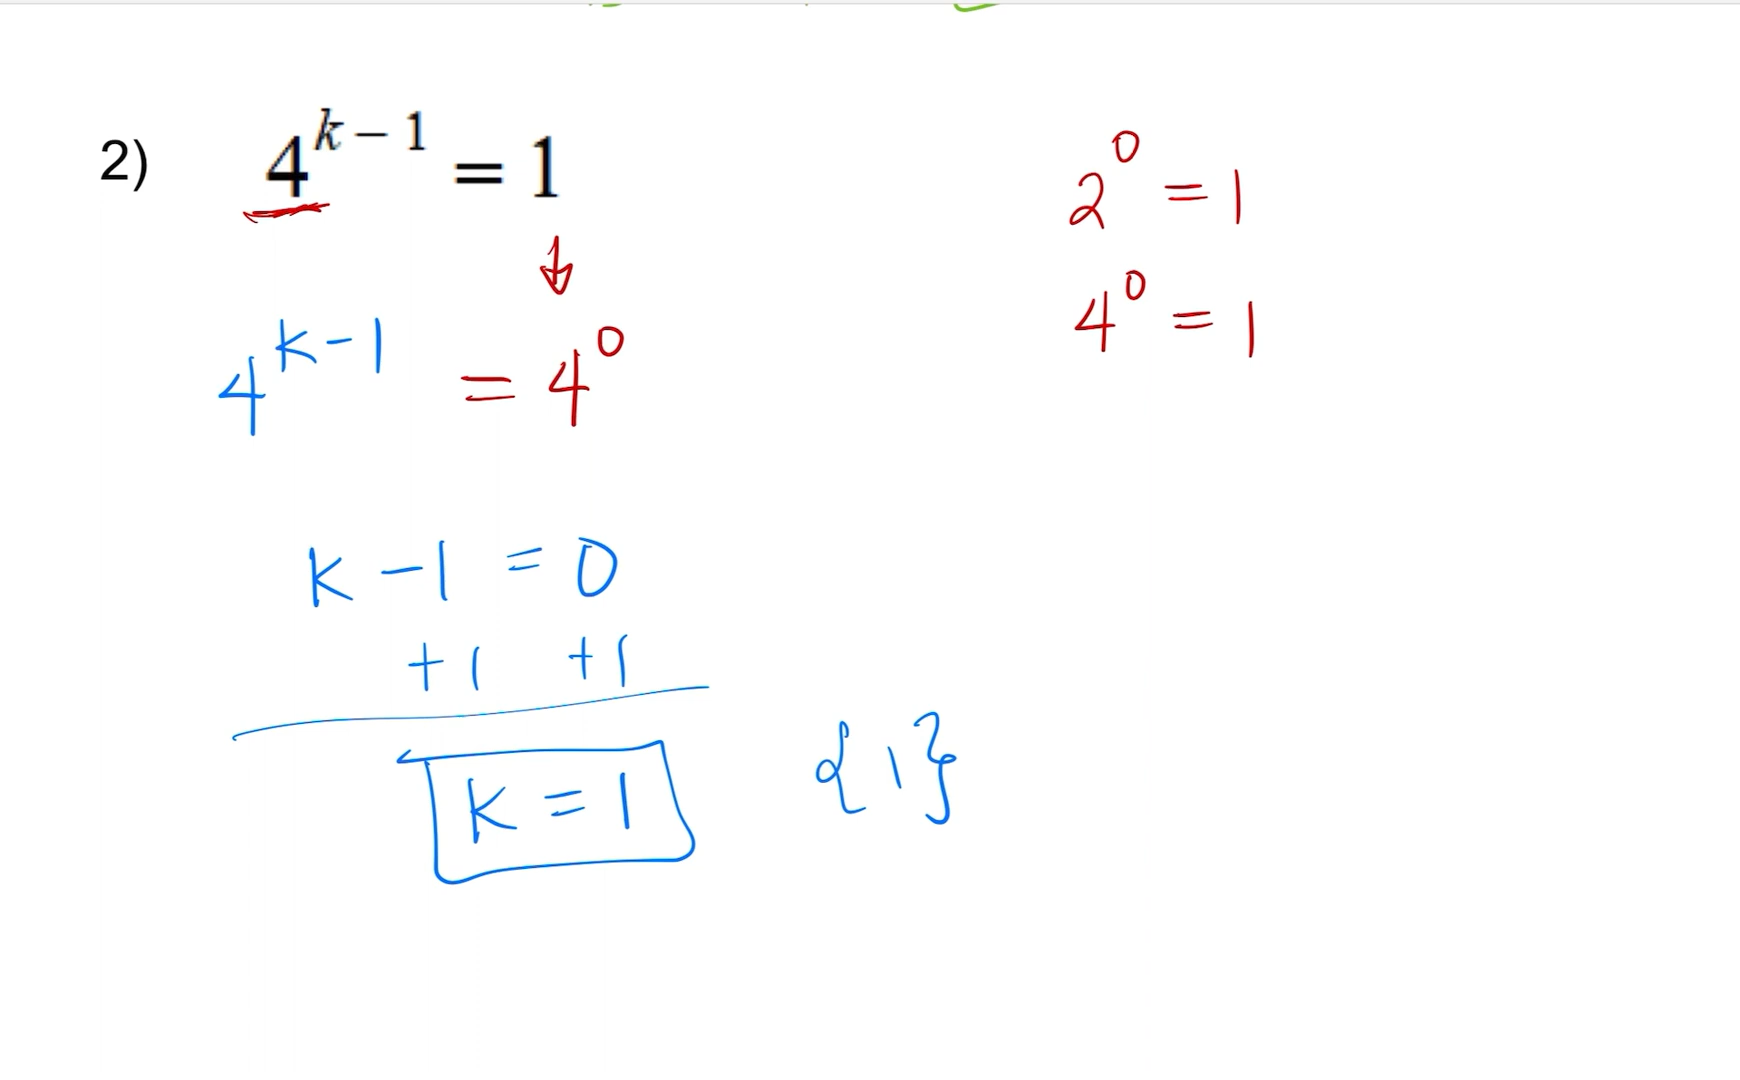 2) 4^{k-1} = 1
2^0 = 1
4^0 = 1
4^{k-1} = 4^0
k - 1 = 0
+1 +1
k = 1 {1}